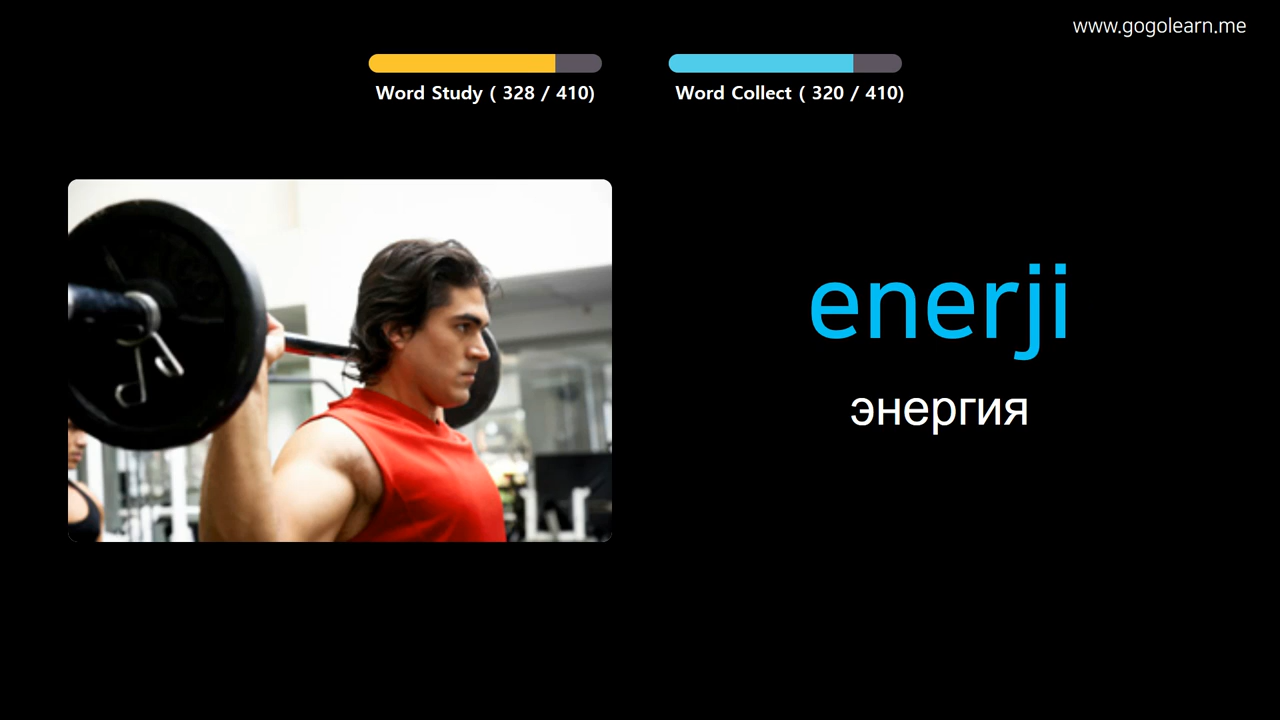 www.gogolearn.me
Word Study ( 328 / 410)
Word Collect ( 320 / 410)
enerji
энергия